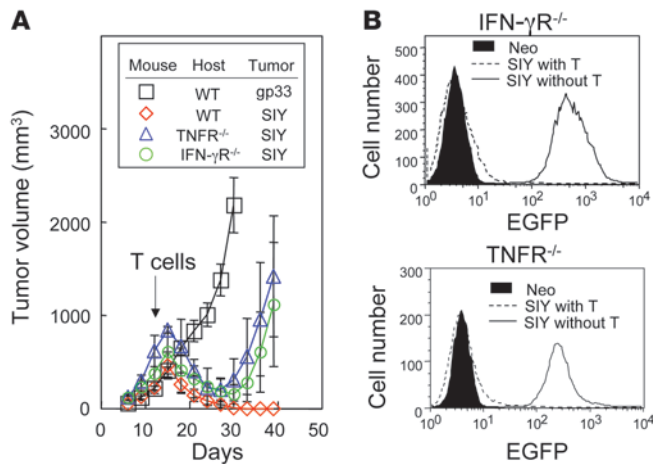 A
Mouse Host Tumor
WT gp33
WT SIY
TNFR-/- SIY
IFN-γR-/- SIY
T cells
Tumor volume (mm3)
3000
2000
1000
0
0 10 20 30 40 50
Days
B
IFN-γR-/-
Neo
SIY with T
SIY without T
Cell number
500
400
300
200
100
0
100 101 102 103 104
EGFP
TNFR-/-
Neo
SIY with T
SIY without T
Cell number
300
200
100
0
100 101 102 103 104
EGFP